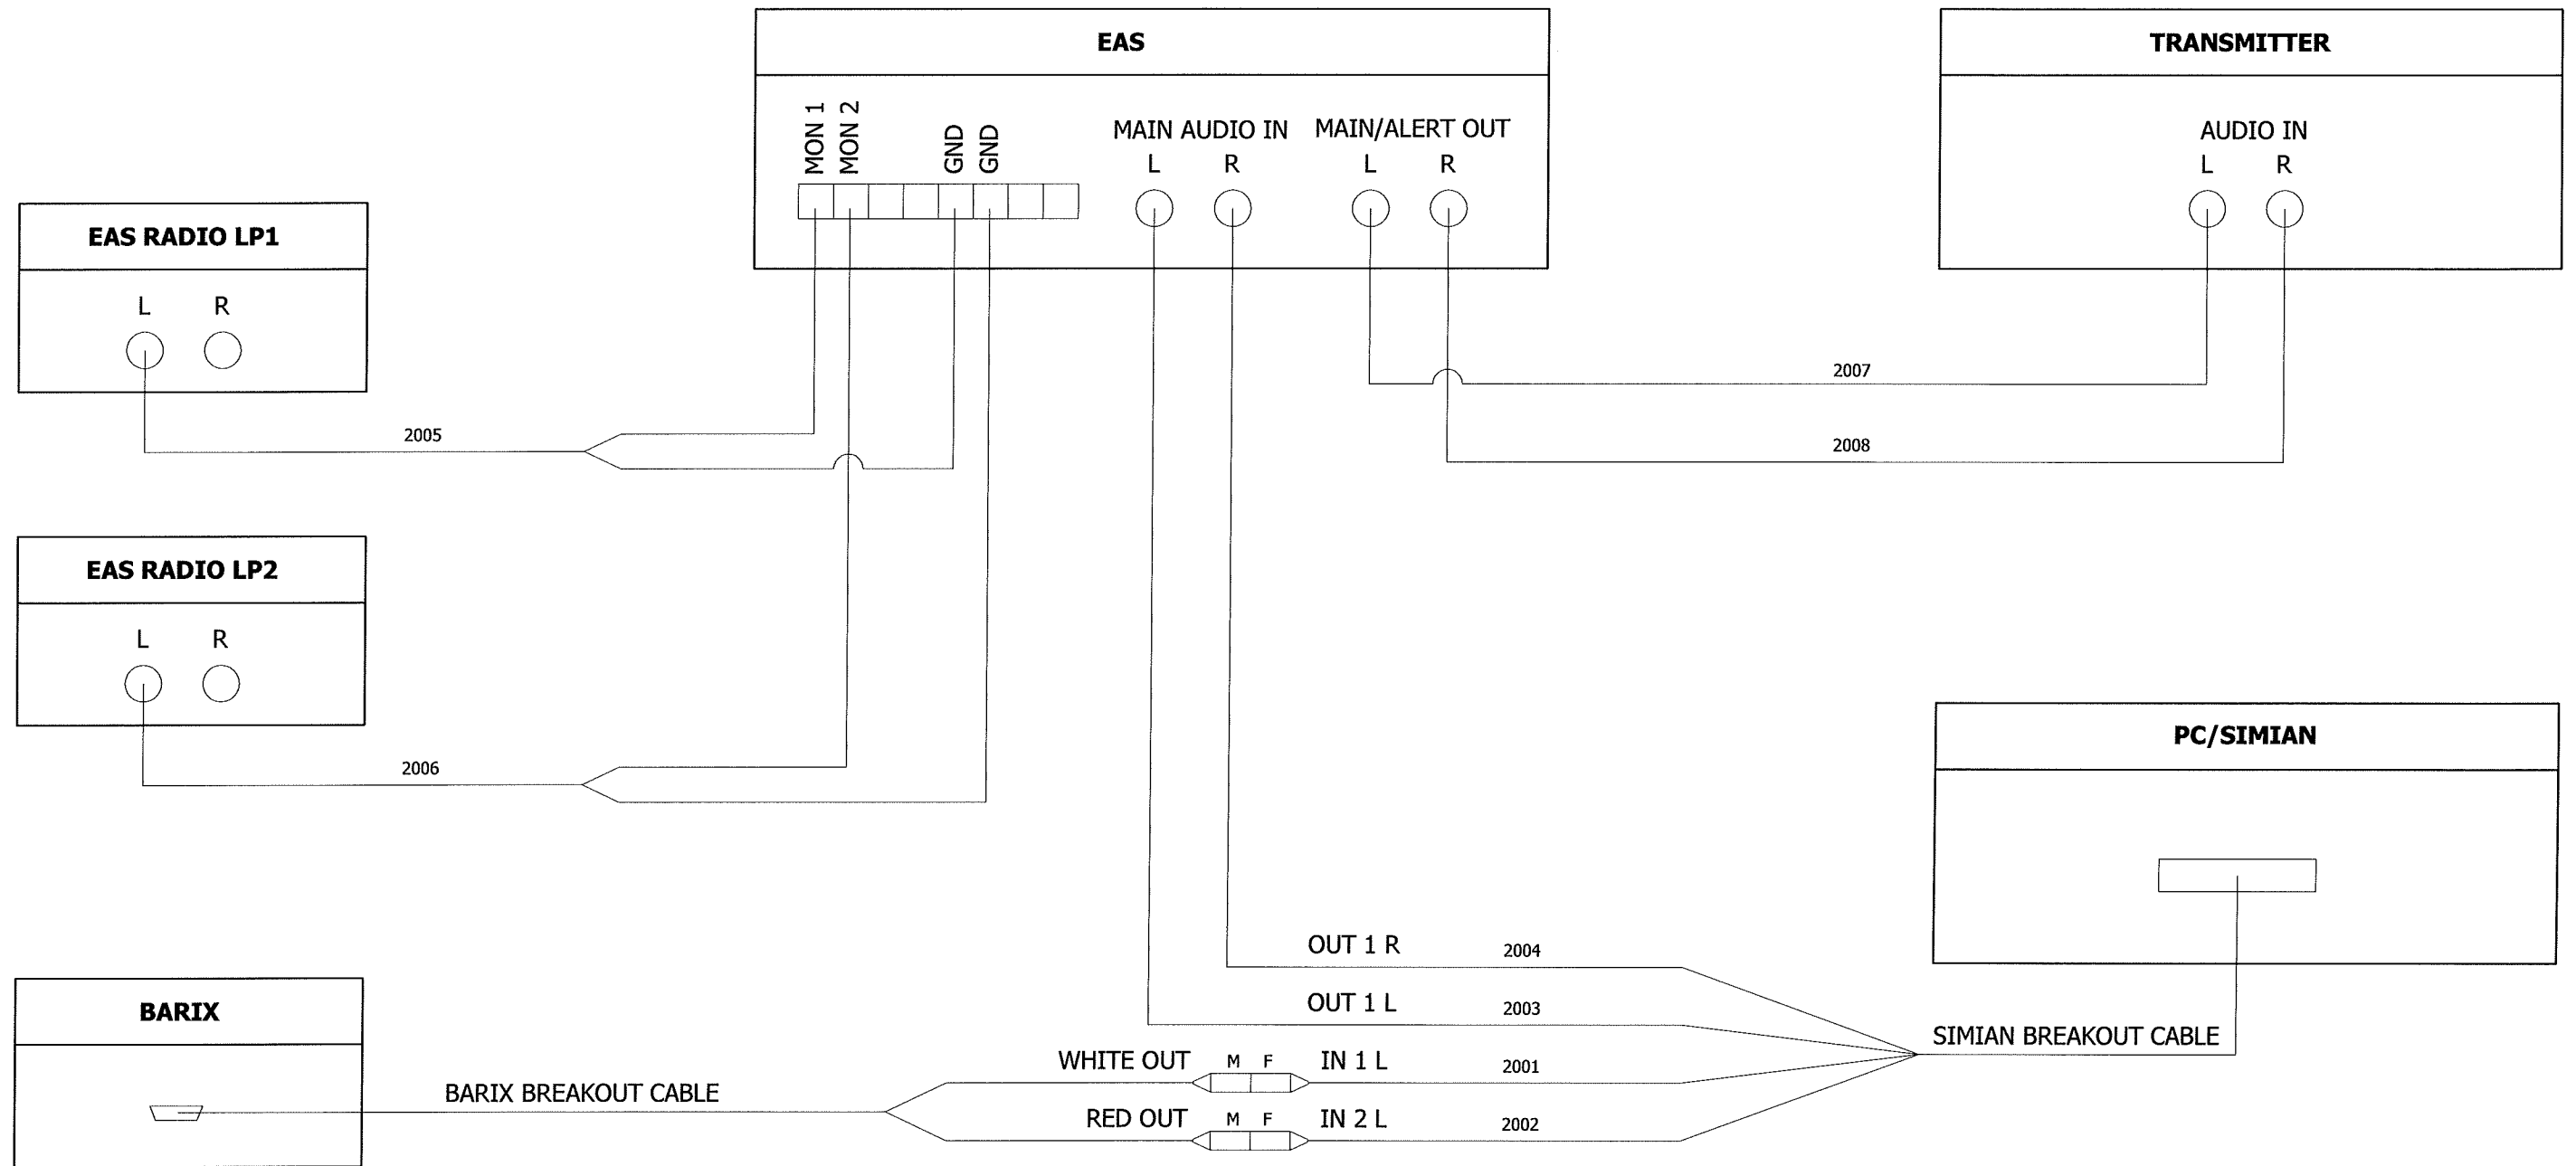 EAS
MON 1
MON 2
GND
GND
MAIN AUDIO IN
L R
MAIN/ALERT OUT
L R
TRANSMITTER
AUDIO IN
L R
EAS RADIO LP1
L R
2005
2007
2008
EAS RADIO LP2
L R
2006
PC/SIMIAN
OUT 1 R 2004
OUT 1 L 2003
SIMIAN BREAKOUT CABLE
BARIX
BARIX BREAKOUT CABLE
WHITE OUT M F IN 1 L 2001
RED OUT M F IN 2 L 2002